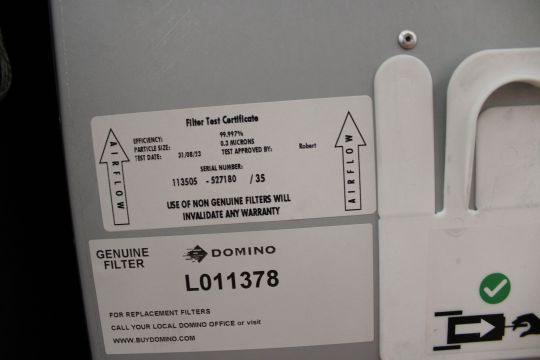 Filter Test Certificate
EFFICIENCY: 99.997%
PARTICLE SIZE: 0.3 MICRONS
TEST DATE: 31/08/23 TEST APPROVED BY: Robert
SERIAL NUMBER:
113505 - 527180 / 35
USE OF NON GENUINE FILTERS WILL
INVALIDATE ANY WARRANTY
AIRFLOW
AIRFLOW
GENUINE
FILTER
DOMINO
L011378
FOR REPLACEMENT FILTERS
CALL YOUR LOCAL DOMINO OFFICE or visit
WWW.BUYDOMINO.COM